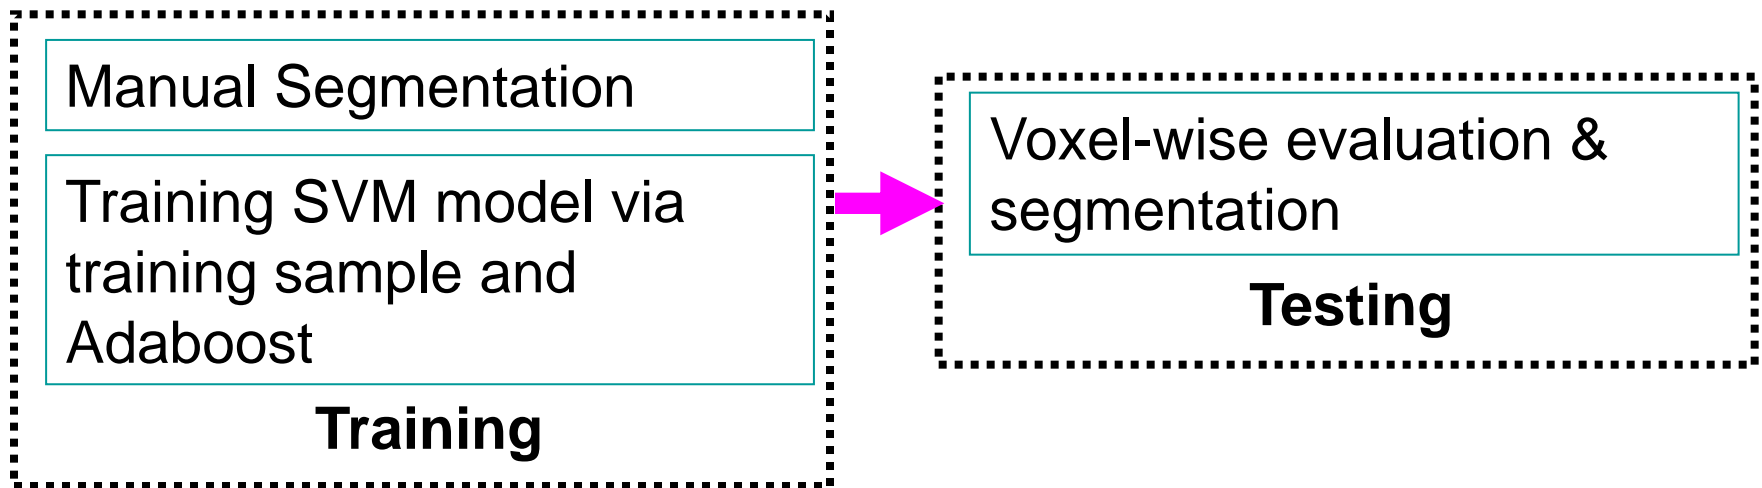 Manual Segmentation
Training SVM model via
training sample and
Adaboost
Training
Voxel-wise evaluation &
segmentation
Testing